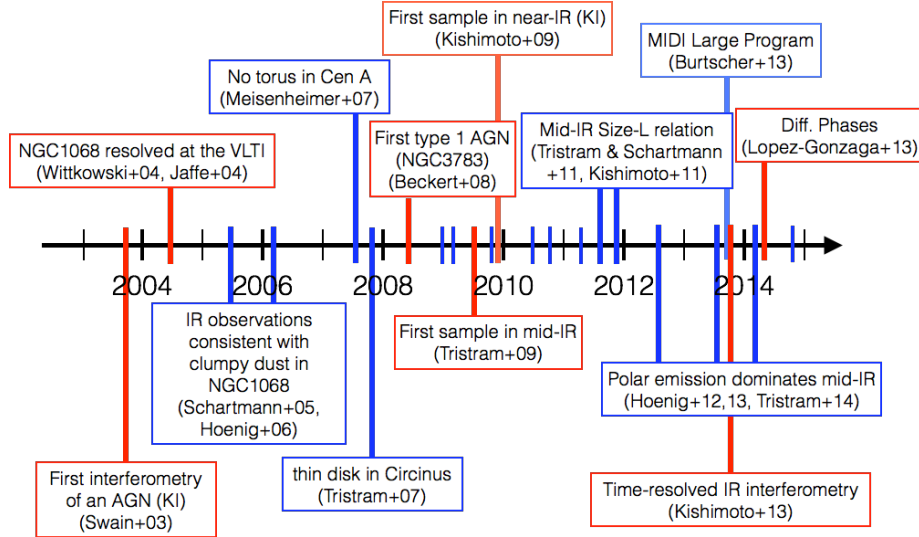 First sample in near-IR (KI)
(Kishimoto+09)
MIDI Large Program
(Burtscher+13)
No torus in Cen A
(Meisenheimer+07)
First type 1 AGN
(NGC3783)
(Beckert+08)
Mid-IR Size-L relation
(Tristram & Schartmann
+11, Kishimoto+11)
Diff. Phases
(Lopez-Gonzaga+13)
NGC1068 resolved at the VLTI
(Wittkowski+04, Jaffe+04)
2004 2006 2008 2010 2012 2014
IR observations
consistent with
clumpy dust in
NGC1068
(Schartmann+05,
Hoenig+06)
First sample in mid-IR
(Tristram+09)
Polar emission dominates mid-IR
(Hoenig+12,13, Tristram+14)
First interferometry
of an AGN (KI)
(Swain+03)
thin disk in Circinus
(Tristram+07)
Time-resolved IR interferometry
(Kishimoto+13)